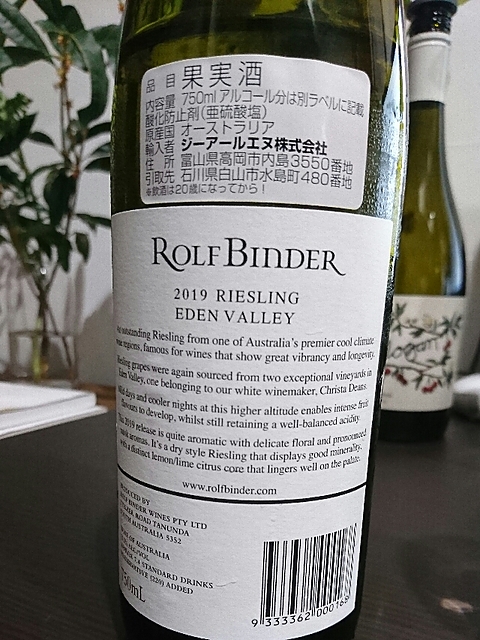 品目 果実酒
内容量 750ml アルコール分は別ラベルに記載
酸化防止剤(亜硫酸塩)
原産国 オーストラリア
輸入者 ジーアールエヌ株式会社
住 所 富山県高岡市内島3550番地
引取先 石川県白山市水島町480番地
※飲酒は20歳になってから!
ROLF BINDER
2019 RIESLING
EDEN VALLEY
outstanding Riesling from one of Australia's premier cool climate
regions, famous for wines that show great vibrancy and longevity.
Riesling grapes were again sourced from two exceptional vineyards in
Eden Valley, one belonging to our white winemaker, Christa Deans.
days and cooler nights at this higher altitude enables intense fruit
flavours to develop, whilst still retaining a well-balanced acidity.
2019 release is quite aromatic with delicate floral and pronounced
aromas. It's a dry style Riesling that displays good minerality,
with a distinct lemon/lime citrus core that lingers well on the palate.
www.rolfbinder.com
PRODUCED BY
ROLF BINDER WINES PTY LTD
ROAD TANUNDA
SOUTH AUSTRALIA 5352
OF AUSTRALIA
STANDARD DRINKS
PRESERVATIVE (220) ADDED
750mL
9 333362 000168